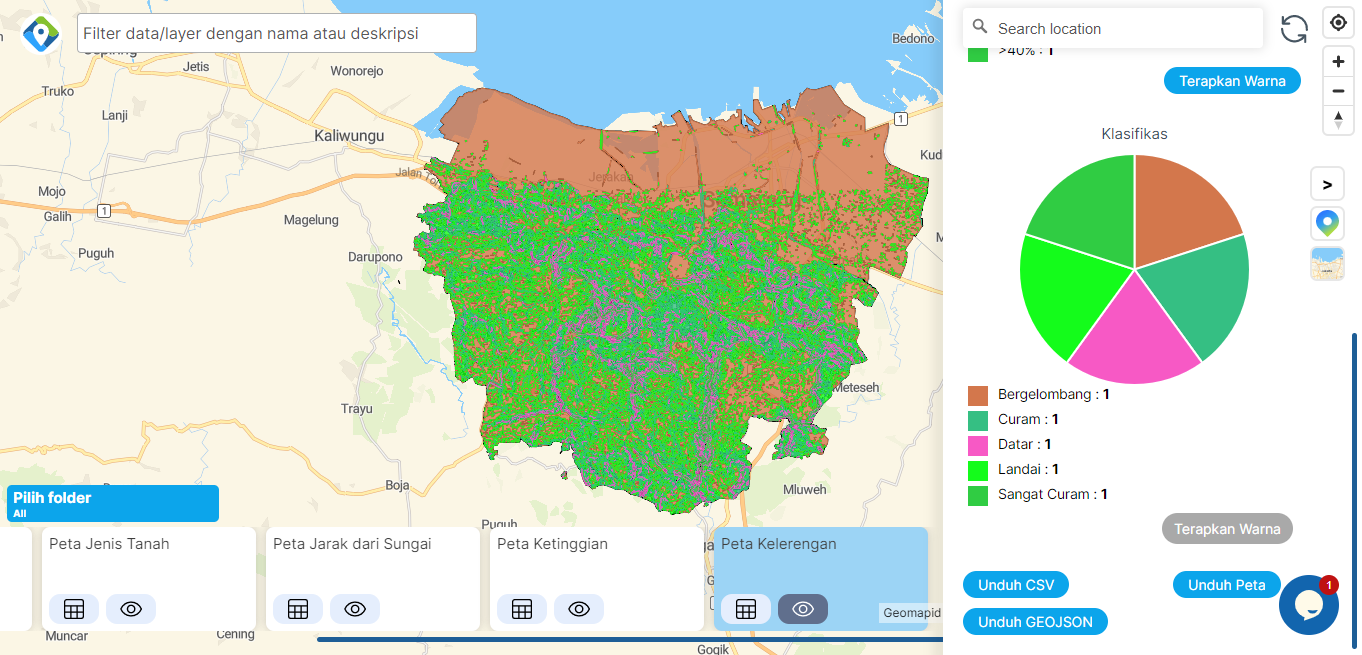 Filter data/layer dengan nama atau deskripsi
Search location
>40% : 1
Terapkan Warna
Klasifikas
Bergelombang : 1
Curam : 1
Datar : 1
Landai : 1
Sangat Curam : 1
Terapkan Warna
Unduh CSV
Unduh Peta
Unduh GEOJSON
1
Bedono
Jetis
Wonorejo
Truko
Lanji
Kaliwungu
1
Kud
Jalan To
Jerakah
Mojo
Galih
1
Magelung
Puguh
Darupono
Meteseh
Trayu
Boja
Mluweh
Puguh
Pilih folder
All
Peta Jenis Tanah
Peta Jarak dari Sungai
Peta Ketinggian
Peta Kelerengan
Geomapid
Muncar
Cening
Gogik